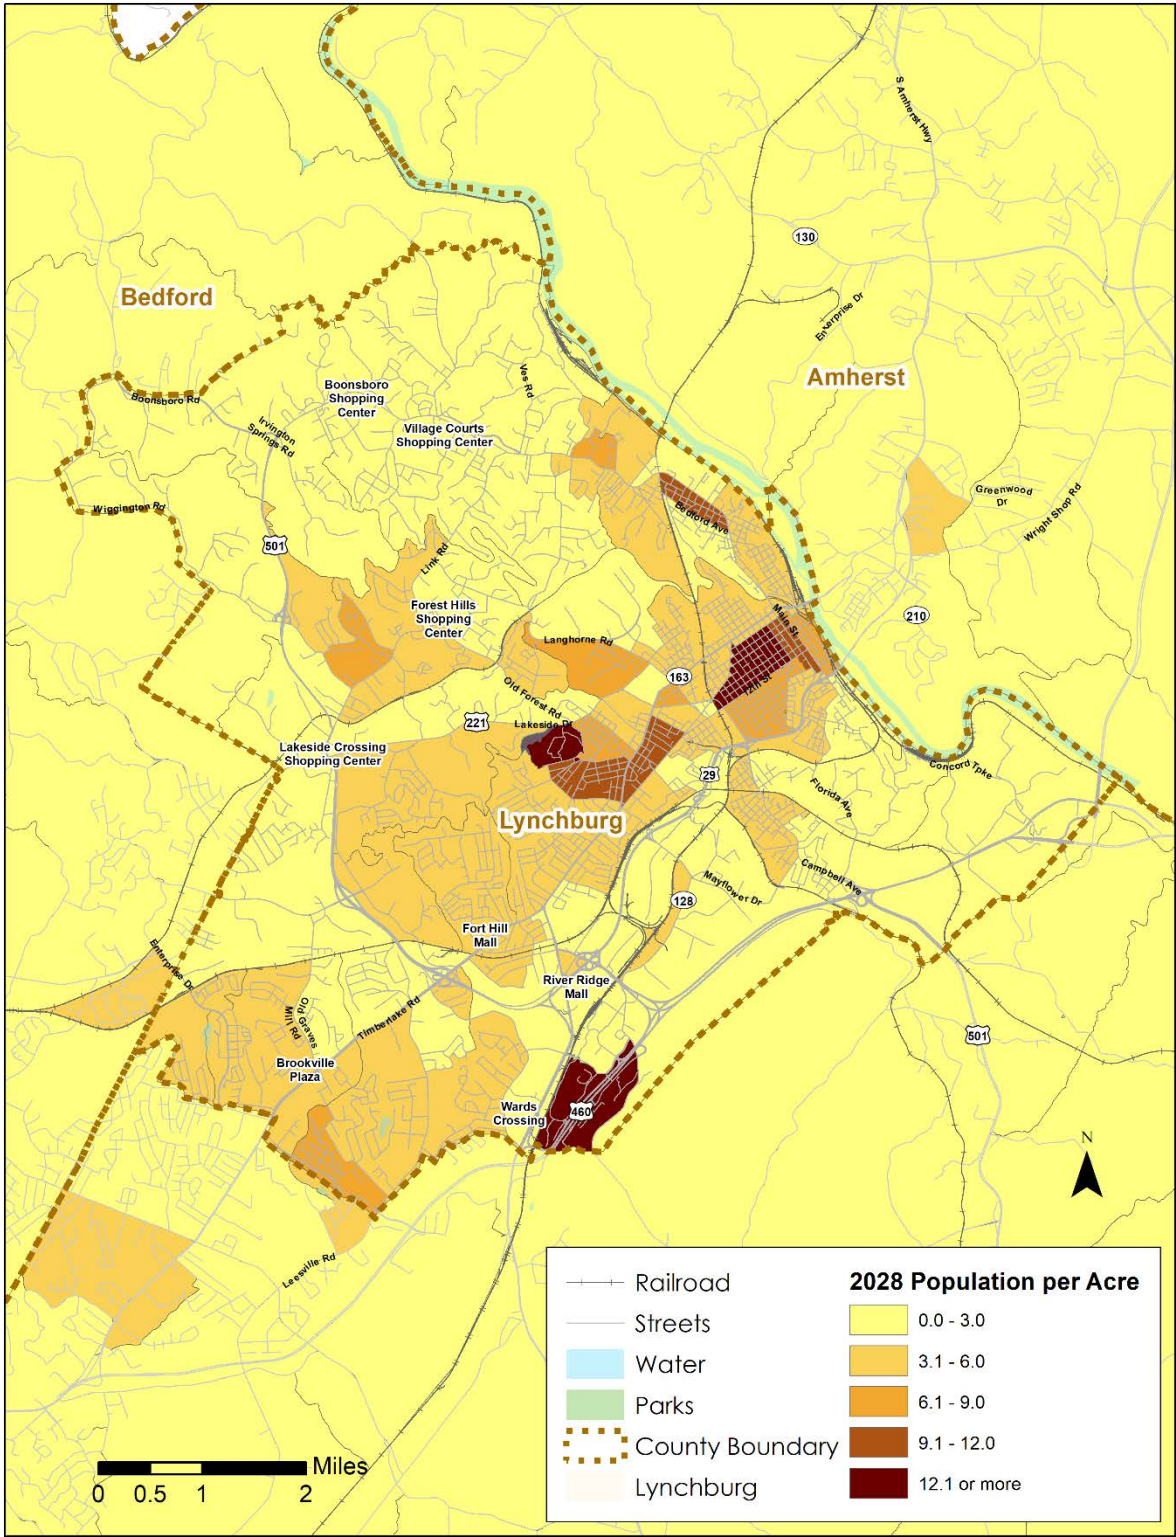 S Amherst Hwy
130
Bedford
Enterprise Dr
Amherst
Ves Rd
Boonsboro
Shopping
Center
Boonsboro Rd
Irvington
Springs Rd
Village Courts
Shopping Center
Greenwood
Dr
Wright Shop Rd
Wiggington Rd
Bedford Ave
501
Link Rd
Forest Hills
Shopping
Center
Main St
210
Langhorne Rd
163
12th St
Old Forest Rd
221
Lakeside Dr
Lakeside Crossing
Shopping Center
29
Concord Tpke
Florida Ave
Lynchburg
Campbell Ave
Mayflower Dr
128
Fort Hill
Mall
Enterprise Dr
River Ridge
Mall
Old Graves
Mill Rd
Timberlake Rd
501
Brookville
Plaza
Wards
Crossing
460
N
Leesville Rd
Railroad
Streets
Water
Parks
County Boundary
Lynchburg
2028 Population per Acre
0.0 - 3.0
3.1 - 6.0
6.1 - 9.0
9.1 - 12.0
12.1 or more
Miles
0 0.5 1 2